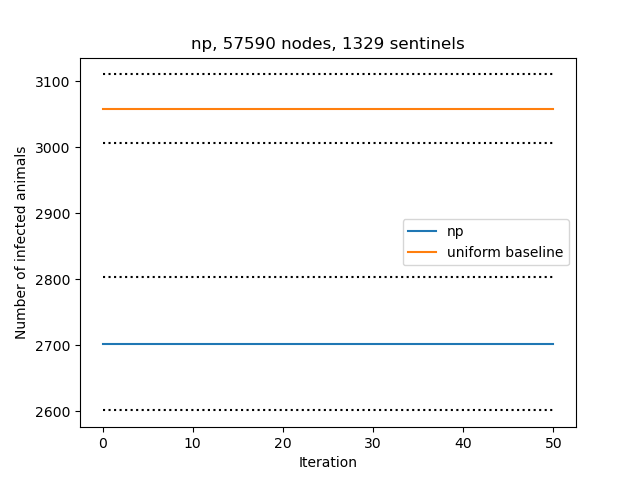 np, 57590 nodes, 1329 sentinels
3100
3000
2900
2800
2700
2600
Number of infected animals
np
uniform baseline
0 10 20 30 40 50
Iteration